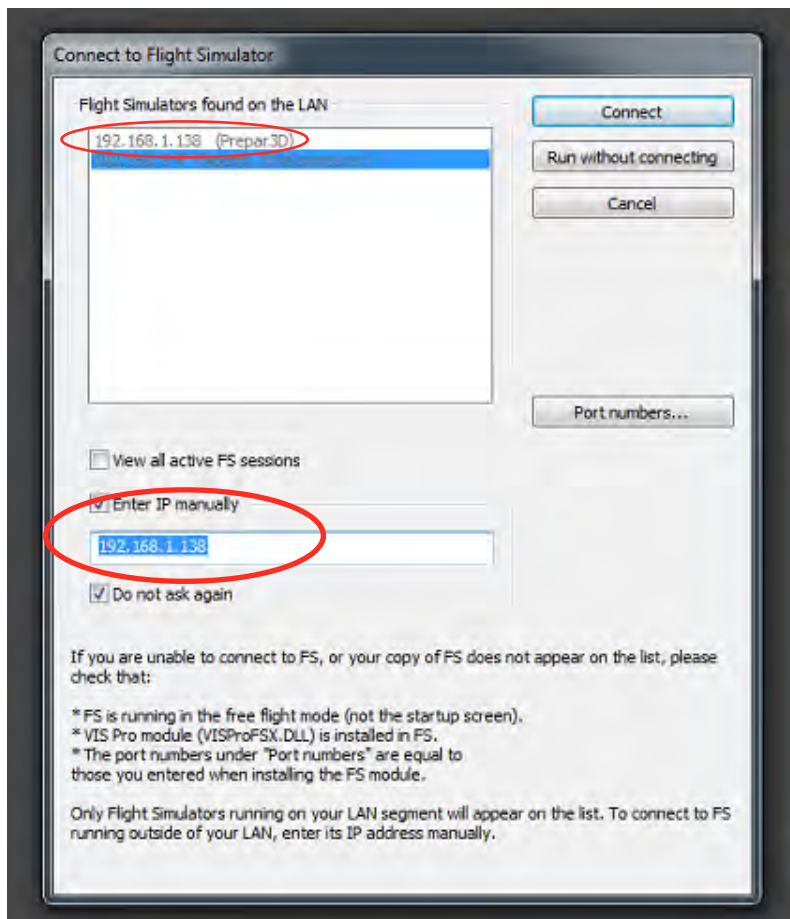 Connect to Flight Simulator
Flight Simulators found on the LAN
192.168.1.138 (Prepar3D)
Connect
Run without connecting
Cancel
Port numbers...
View all active FS sessions
Enter IP manually
192.168.1.138
Do not ask again
If you are unable to connect to FS, or your copy of FS does not appear on the list, please
check that:
* FS is running in the free flight mode (not the startup screen).
* VIS Pro module (VISProFSX.DLL) is installed in FS.
* The port numbers under "Port numbers" are equal to
those you entered when installing the FS module.
Only Flight Simulators running on your LAN segment will appear on the list. To connect to FS
running outside of your LAN, enter its IP address manually.